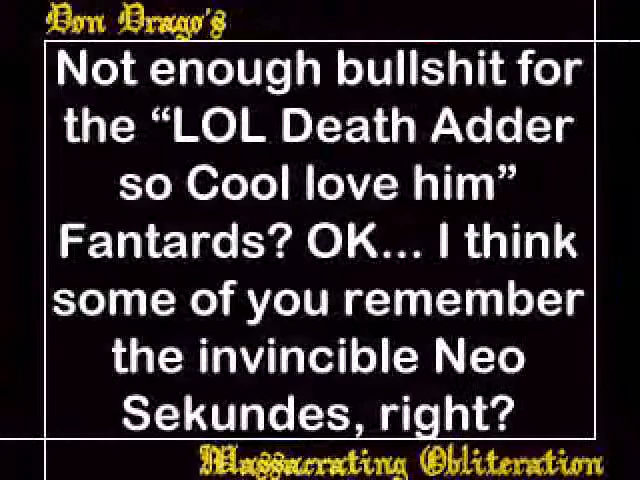 Don Drago's
Not enough bullshit for
the “LOL Death Adder
so Cool love him”
Fantards? OK... I think
some of you remember
the invincible Neo
Sekundes, right?
Massacrating Obliteration